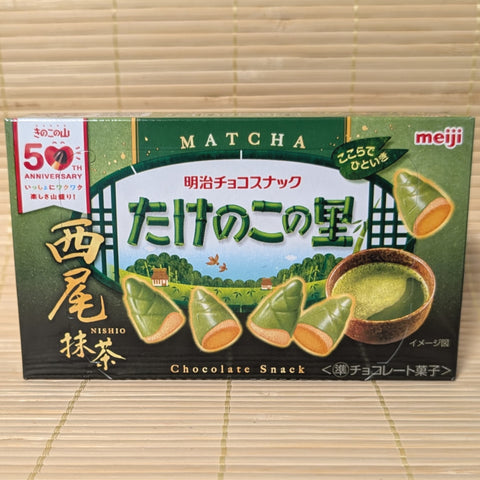 きのこの山
50TH
ANNIVERSARY
いっしょにワクワク
楽しさ山盛り!
MATCHA
meiji
ここらで
ひといき
明治チョコスナック
たけのこの里
西尾
NISHIO
抹茶
イメージ図
Chocolate Snack
<準チョコレート菓子>